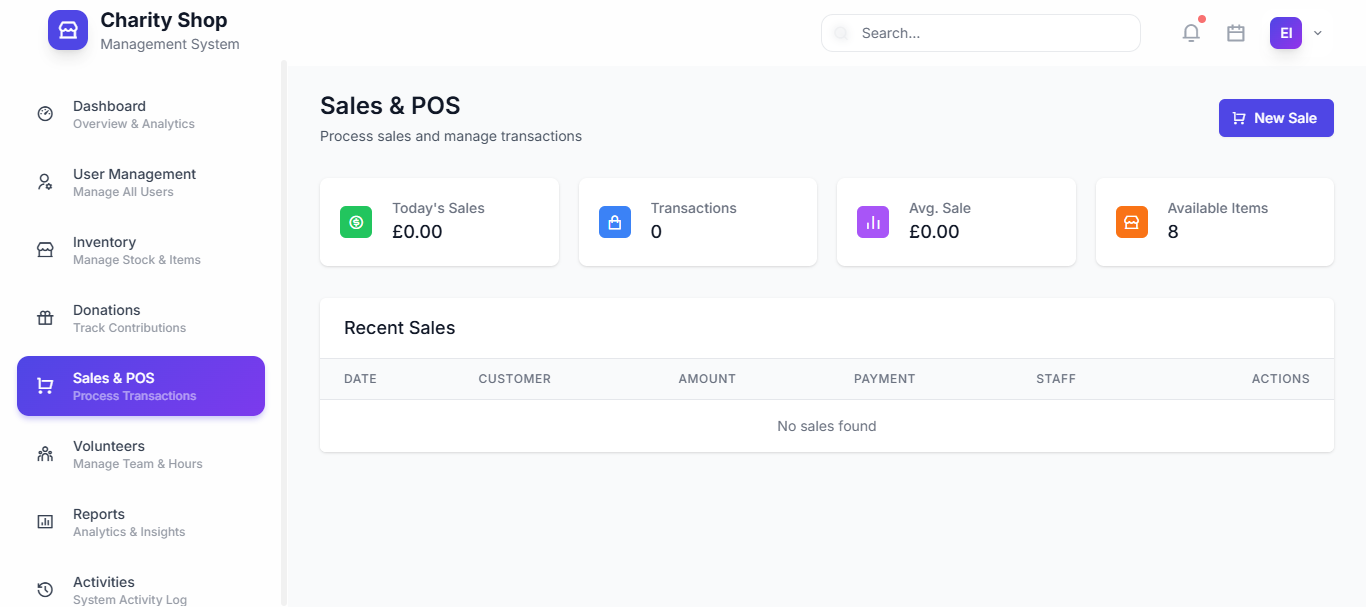 Charity Shop
Management System
Search...
EI
Dashboard
Overview & Analytics
User Management
Manage All Users
Inventory
Manage Stock & Items
Donations
Track Contributions
Sales & POS
Process Transactions
Volunteers
Manage Team & Hours
Reports
Analytics & Insights
Activities
System Activity Log
Sales & POS
Process sales and manage transactions
New Sale
Today's Sales
£0.00
Transactions
0
Avg. Sale
£0.00
Available Items
8
Recent Sales
DATE CUSTOMER AMOUNT PAYMENT STAFF ACTIONS
No sales found